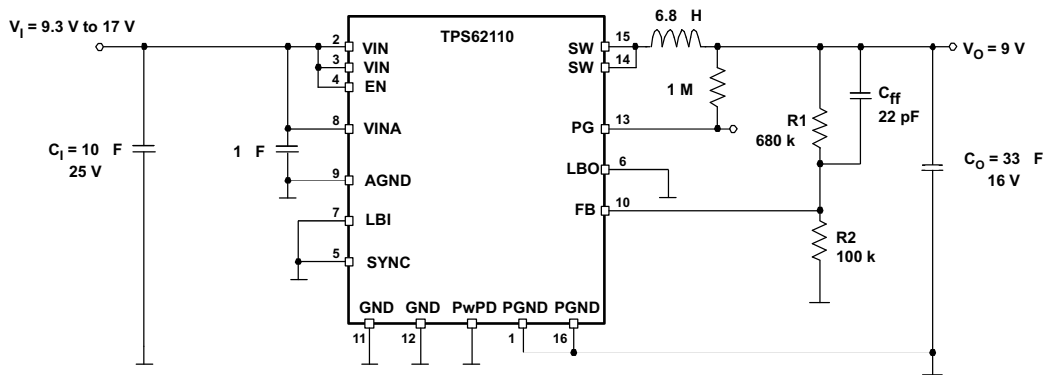 V_I = 9.3 V to 17 V
TPS62110
6.8 H
V_O = 9 V
2 VIN
3 VIN
4 EN
8 VINA
9 AGND
7 LBI
5 SYNC
SW 15
SW 14
PG 13
LBO 6
FB 10
1 M
R1
680 k
C_ff
22 pF
R2
100 k
C_I = 10 F
25 V
1 F
C_O = 33 F
16 V
GND GND PwPD PGND PGND
11 12 1 16